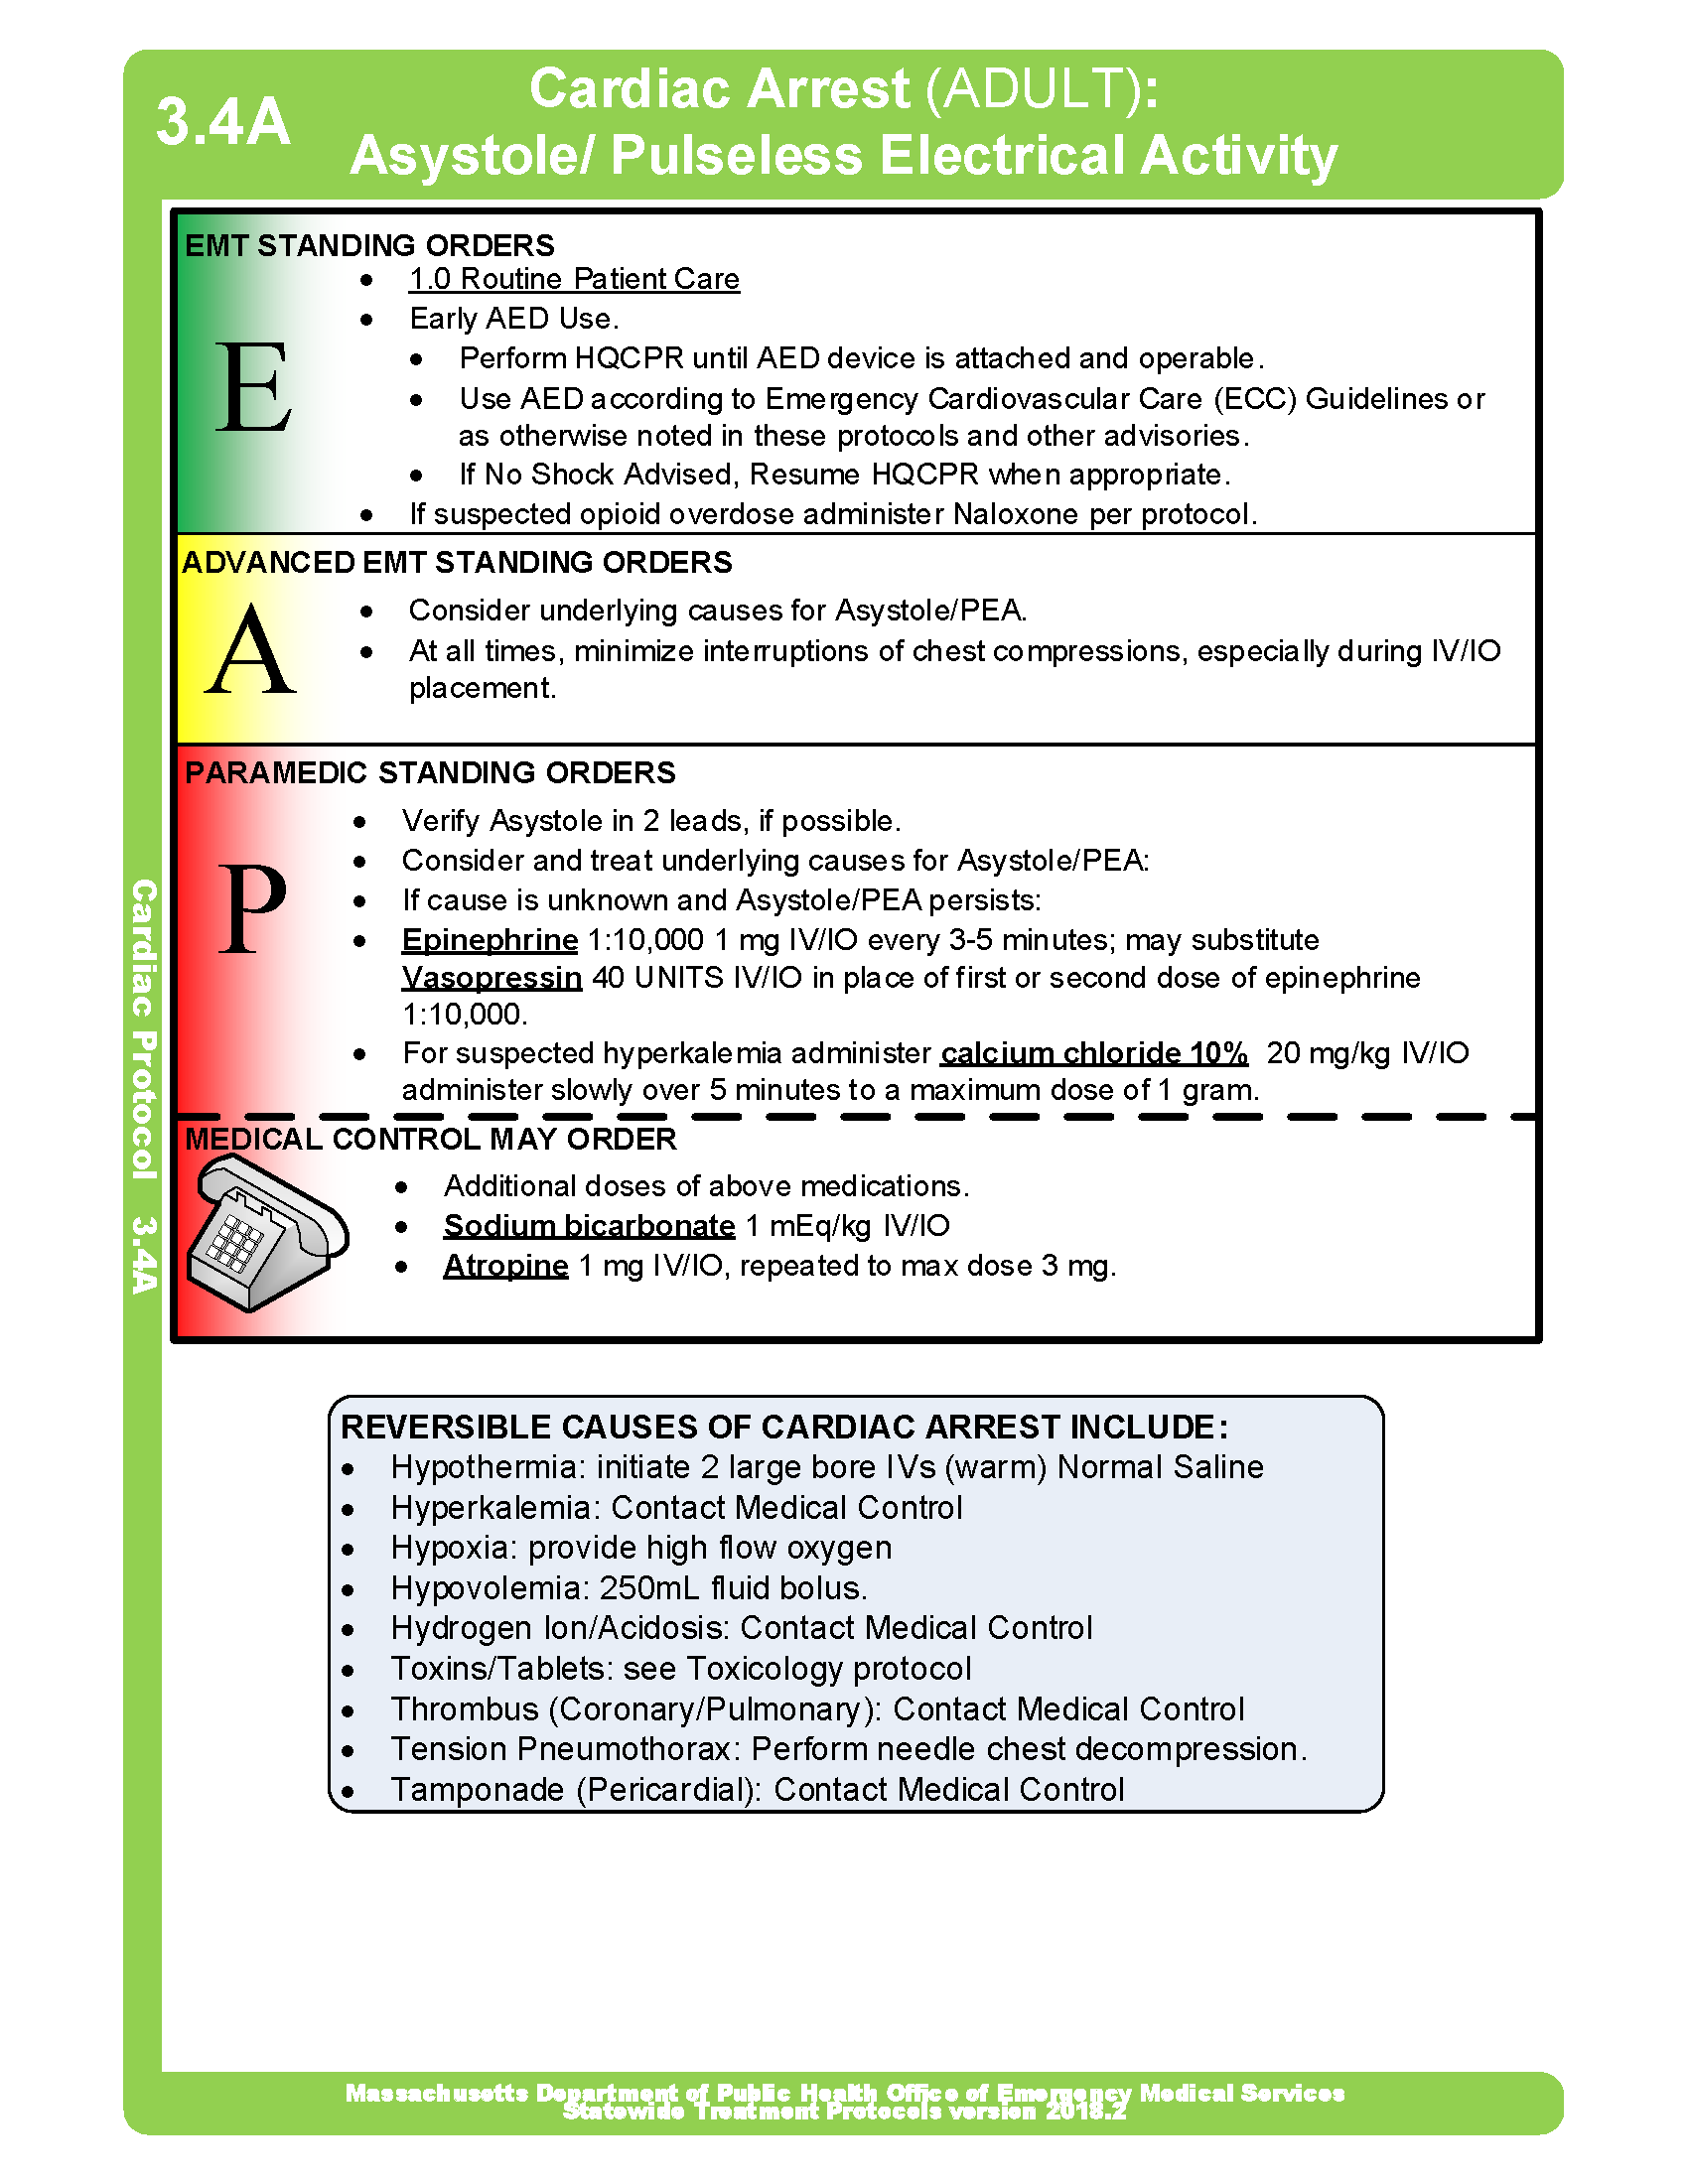 3.4A
Cardiac Arrest (ADULT):
Asystole/ Pulseless Electrical Activity
EMT STANDING ORDERS
E
• 1.0 Routine Patient Care
• Early AED Use.
• Perform HQCPR until AED device is attached and operable.
• Use AED according to Emergency Cardiovascular Care (ECC) Guidelines or
as otherwise noted in these protocols and other advisories.
• If No Shock Advised, Resume HQCPR when appropriate.
• If suspected opioid overdose administer Naloxone per protocol.
ADVANCED EMT STANDING ORDERS
A
• Consider underlying causes for Asystole/PEA.
• At all times, minimize interruptions of chest compressions, especially during IV/IO
placement.
PARAMEDIC STANDING ORDERS
P
• Verify Asystole in 2 leads, if possible.
• Consider and treat underlying causes for Asystole/PEA:
• If cause is unknown and Asystole/PEA persists:
• Epinephrine 1:10,000 1 mg IV/IO every 3-5 minutes; may substitute
Vasopressin 40 UNITS IV/IO in place of first or second dose of epinephrine
1:10,000.
• For suspected hyperkalemia administer calcium chloride 10%  20 mg/kg IV/IO
administer slowly over 5 minutes to a maximum dose of 1 gram.
MEDICAL CONTROL MAY ORDER
• Additional doses of above medications.
• Sodium bicarbonate 1 mEq/kg IV/IO
• Atropine 1 mg IV/IO, repeated to max dose 3 mg.
Cardiac Protocol 3.4A
REVERSIBLE CAUSES OF CARDIAC ARREST INCLUDE:
• Hypothermia: initiate 2 large bore IVs (warm) Normal Saline
• Hyperkalemia: Contact Medical Control
• Hypoxia: provide high flow oxygen
• Hypovolemia: 250mL fluid bolus.
• Hydrogen Ion/Acidosis: Contact Medical Control
• Toxins/Tablets: see Toxicology protocol
• Thrombus (Coronary/Pulmonary): Contact Medical Control
• Tension Pneumothorax: Perform needle chest decompression.
• Tamponade (Pericardial): Contact Medical Control
Massachusetts Department of Public Health Office of Emergency Medical Services
Statewide Treatment Protocols version 2018.2